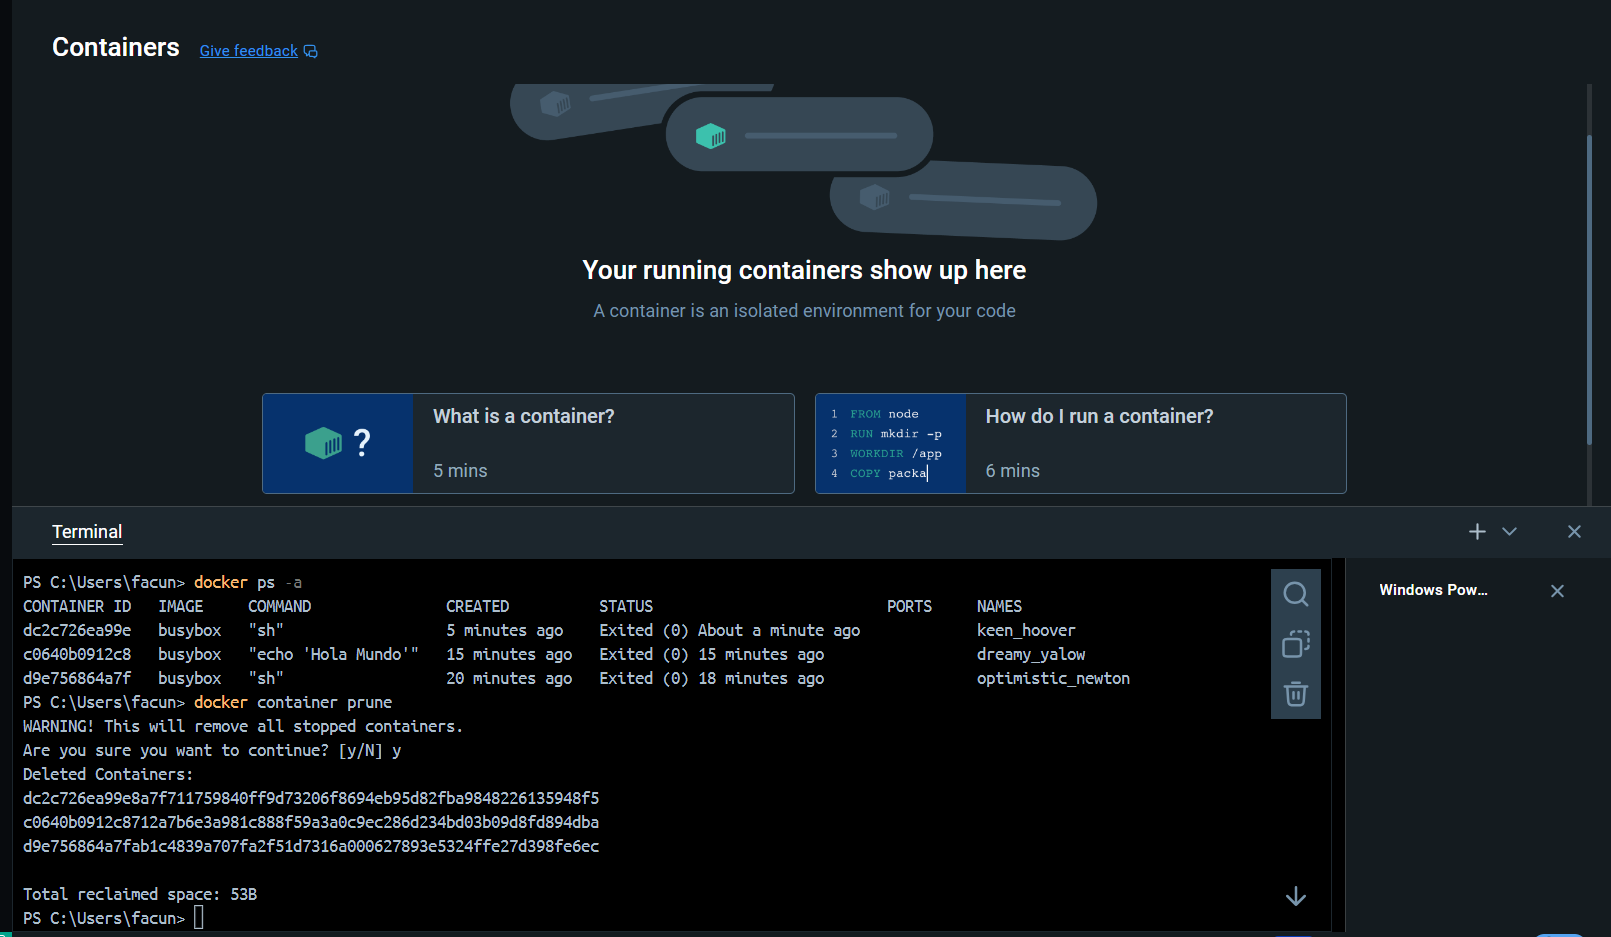 Containers Give feedback
Your running containers show up here
A container is an isolated environment for your code
?
What is a container?
5 mins
1 FROM node
2 RUN mkdir -p
3 WORKDIR /app
4 COPY packa
How do I run a container?
6 mins
Terminal
PS C:\Users\facun> docker ps -a
CONTAINER ID IMAGE COMMAND CREATED STATUS PORTS NAMES
dc2c726ea99e busybox "sh" 5 minutes ago Exited (0) About a minute ago keen_hoover
c0640b0912c8 busybox "echo 'Hola Mundo'" 15 minutes ago Exited (0) 15 minutes ago dreamy_yalow
d9e756864a7f busybox "sh" 20 minutes ago Exited (0) 18 minutes ago optimistic_newton
PS C:\Users\facun> docker container prune
WARNING! This will remove all stopped containers.
Are you sure you want to continue? [y/N] y
Deleted Containers:
dc2c726ea99e8a7f711759840ff9d73206f8694eb95d82fba9848226135948f5
c0640b0912c8712a7b6e3a981c888f59a3a0c9ec286d234bd03b09d8fd894dba
d9e756864a7fab1c4839a707fa2f51d7316a000627893e5324ffe27d398fe6ec
Total reclaimed space: 53B
PS C:\Users\facun>
Windows Pow...